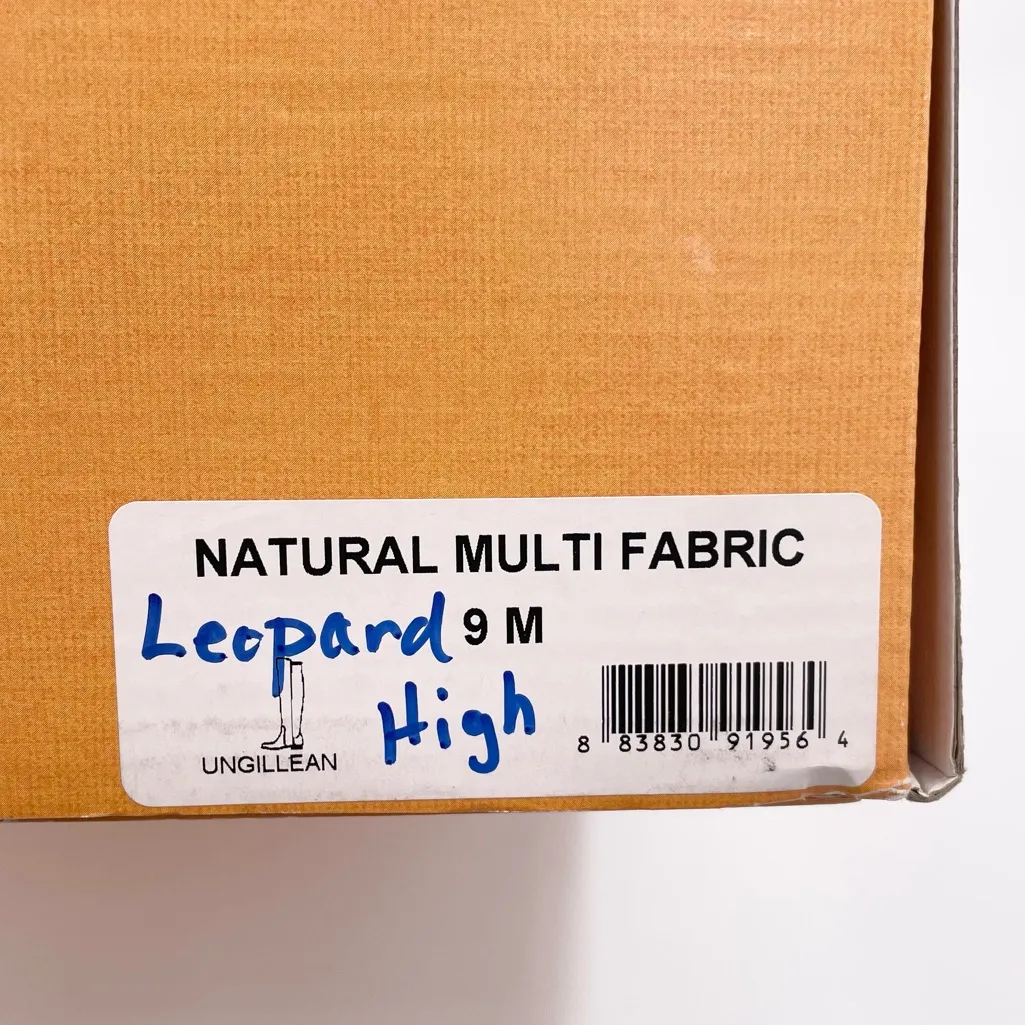 NATURAL MULTI FABRIC
Leopard 9 M
High
UNGILLEAN
8 83830 91956 4